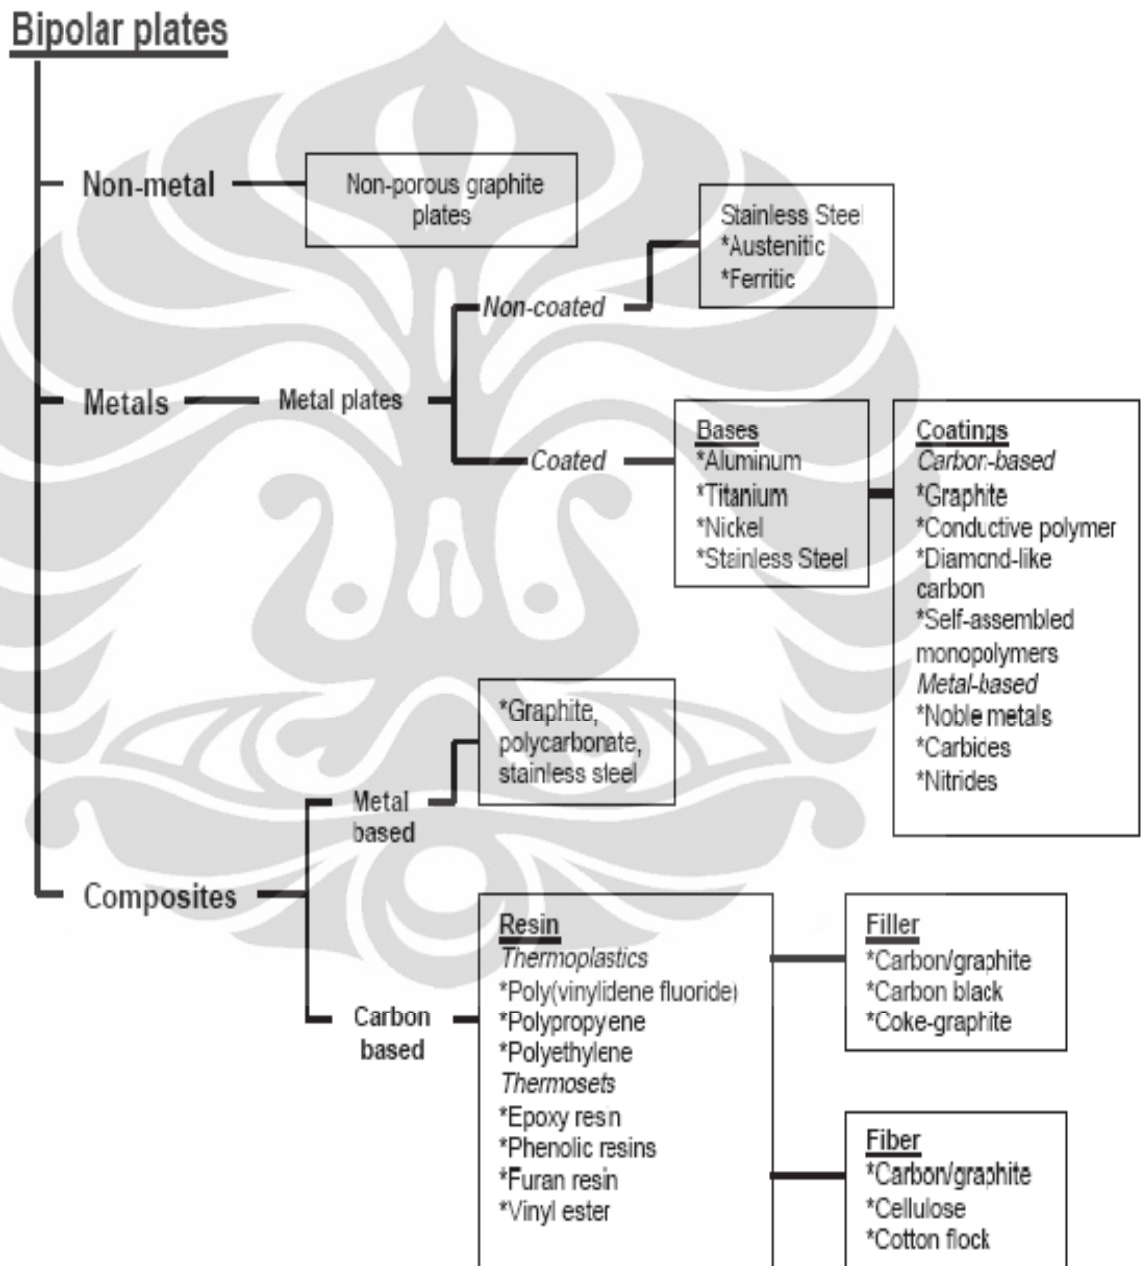 Bipolar plates
Non-metal
Non-porous graphite
plates
Stainless Steel
*Austenitic
*Ferritic
Non-coated
Metals
Metal plates
Coated
Bases
*Aluminum
*Titanium
*Nickel
*Stainless Steel
Coatings
Carbon-based
*Graphite
*Conductive polymer
*Diamond-like
carbon
*Self-assembled
monopolymers
Metal-based
*Noble metals
*Carbides
*Nitrides
*Graphite,
polycarbonate,
stainless steel
Metal
based
Composites
Carbon
based
Resin
Thermoplastics
*Poly(vinylidene fluoride)
*Polypropyene
*Polyethylene
Thermosets
*Epoxy resin
*Phenolic resins
*Furan resin
*Vinyl ester
Filler
*Carbon/graphite
*Carbon black
*Coke-graphite
Fiber
*Carbon/graphite
*Cellulose
*Cotton flock